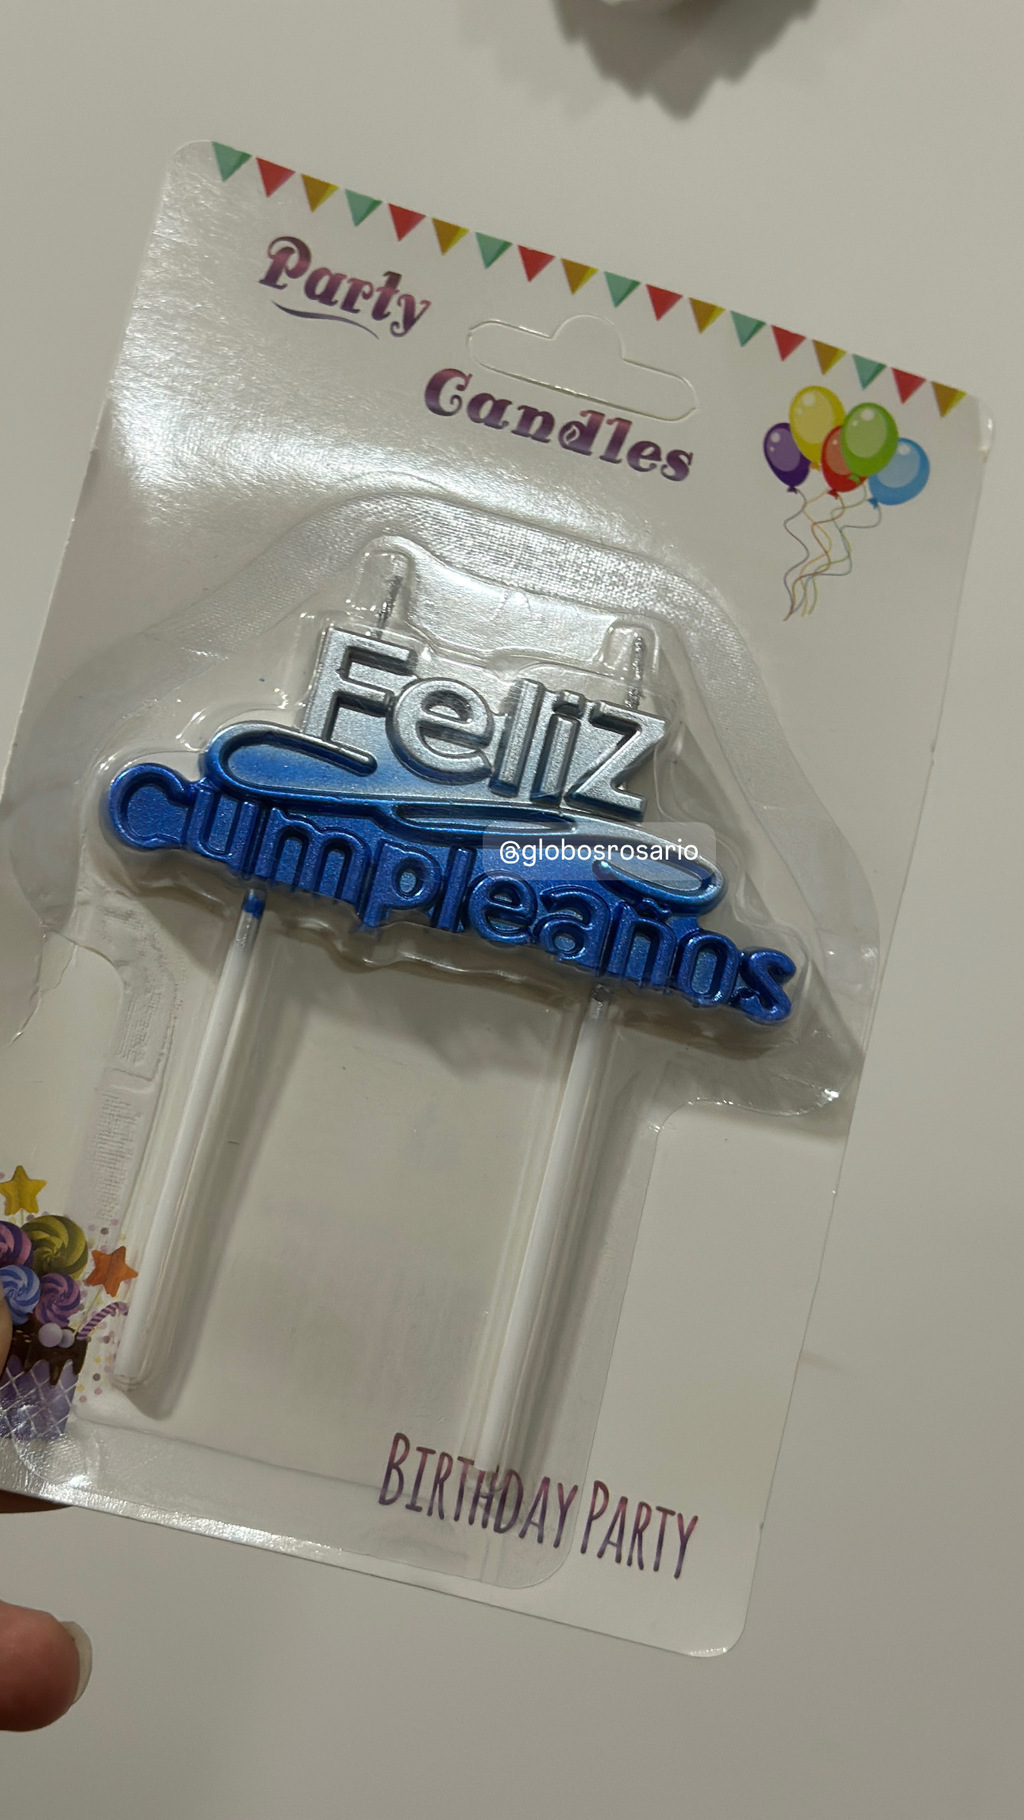 Party
Candles
Feliz
Cumpleaños
@globosrosario
BIRTHDAY PARTY